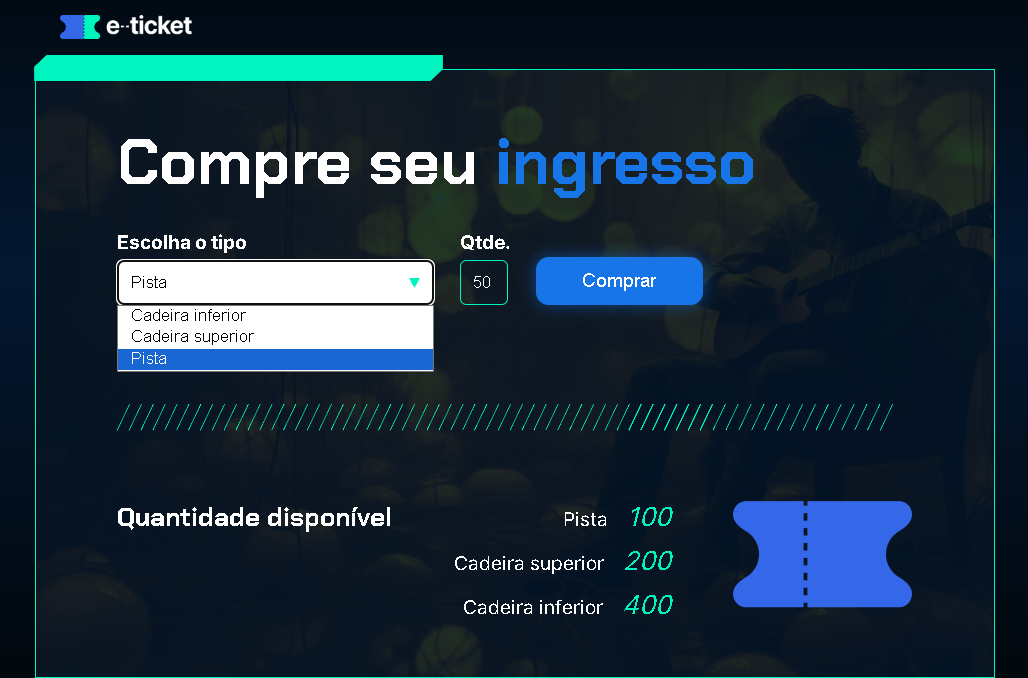 e--ticket
Compre seu ingresso
Escolha o tipo
Qtde.
Pista
50
Comprar
Cadeira inferior
Cadeira superior
Pista
Quantidade disponível
Pista 100
Cadeira superior 200
Cadeira inferior 400